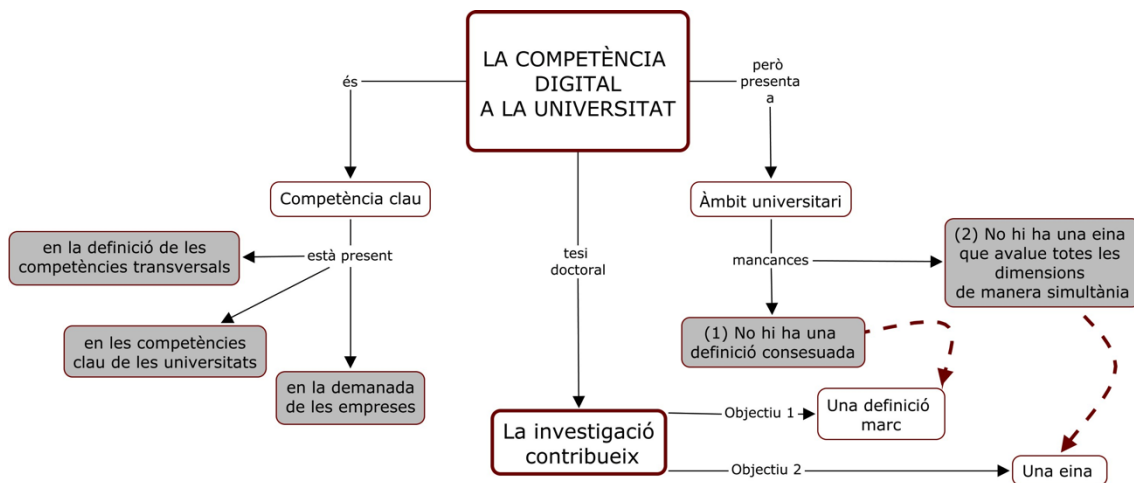 LA COMPETÈNCIA
DIGITAL
A LA UNIVERSITAT
és
però
presenta
a
Competència clau
Àmbit universitari
està present
en la definició de les
competències transversals
en les competències
clau de les universitats
en la demanada
de les empreses
tesi
doctoral
mancances
(2) No hi ha una eina
que avalue totes les
dimensions
de manera simultània
(1) No hi ha una
definició consesuada
La investigació
contribueix
Objectiu 1
Una definició
marc
Objectiu 2
Una eina